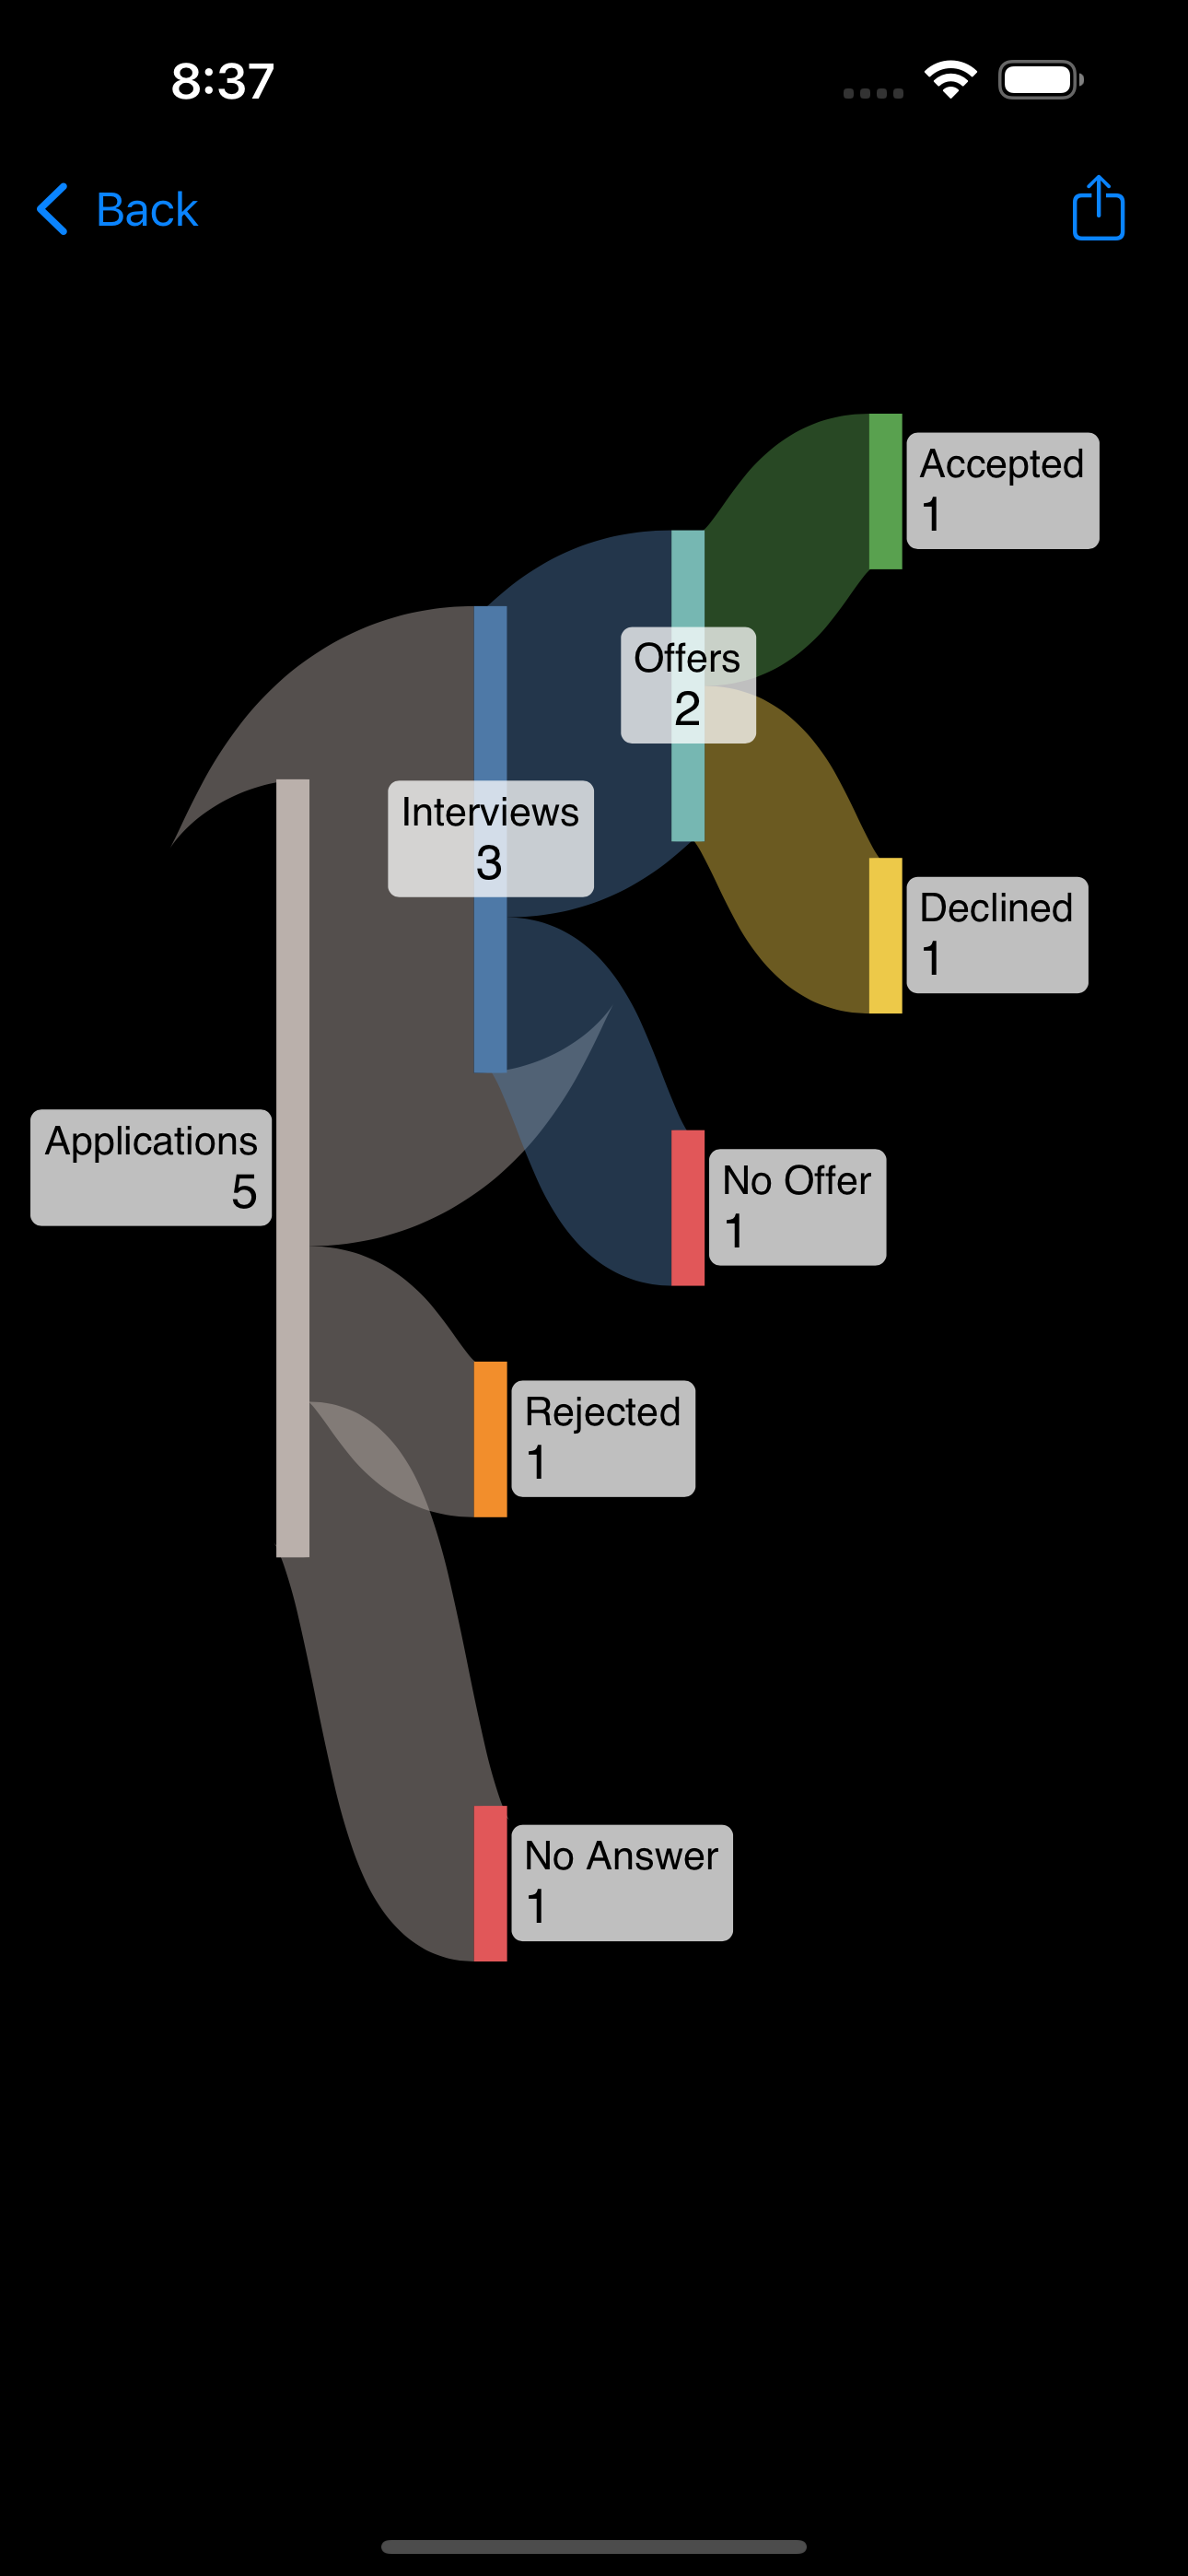 8:37
Back
Accepted
1
Offers
2
Interviews
3
Declined
1
Applications
5
No Offer
1
Rejected
1
No Answer
1